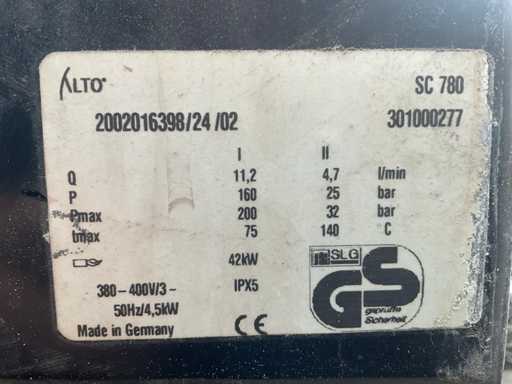 ALTO SC 780
2002016398/24 /02 301000277
I II
Q 11,2 4,7 l/min
P 160 25 bar
Pmax 200 32 bar
tmax 75 140 °C
42kW
380-400V/3~ IPX5
50Hz/4,5kW
Made in Germany CE
SLG
GS
geprüfte
Sicherheit